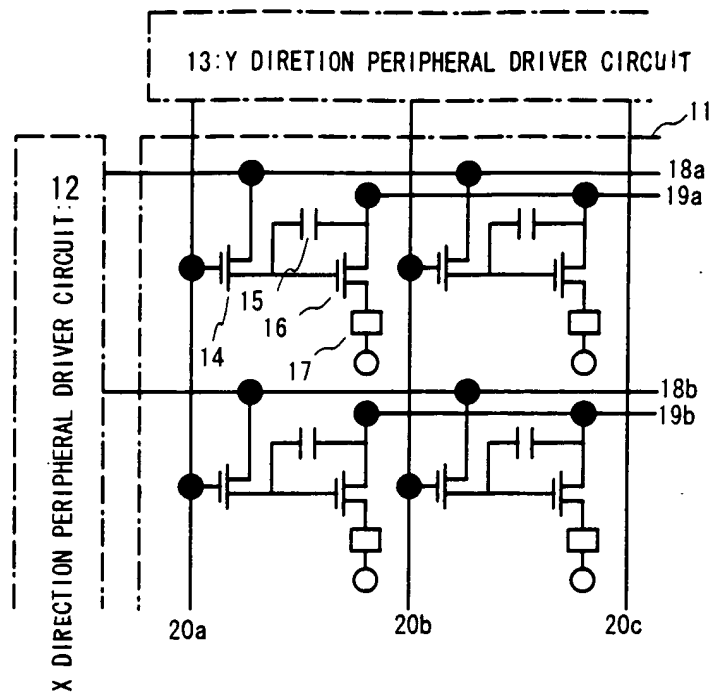 13:Y DIRETION PERIPHERAL DRIVER CIRCUIT
11
X DIRECTION PERIPHERAL DRIVER CIRCUIT:12
18a
19a
15
16
14
17
18b
19b
20a
20b
20c